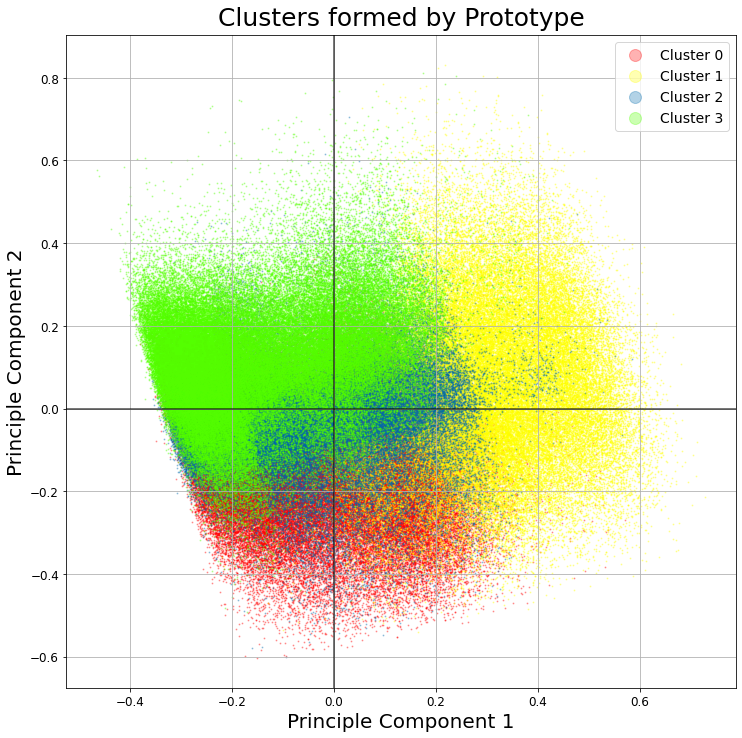 Clusters formed by Prototype
Cluster 0
Cluster 1
Cluster 2
Cluster 3
Principle Component 2
0.8
0.6
0.4
0.2
0.0
−0.2
−0.4
−0.6
−0.4
−0.2
0.0
0.2
0.4
0.6
Principle Component 1